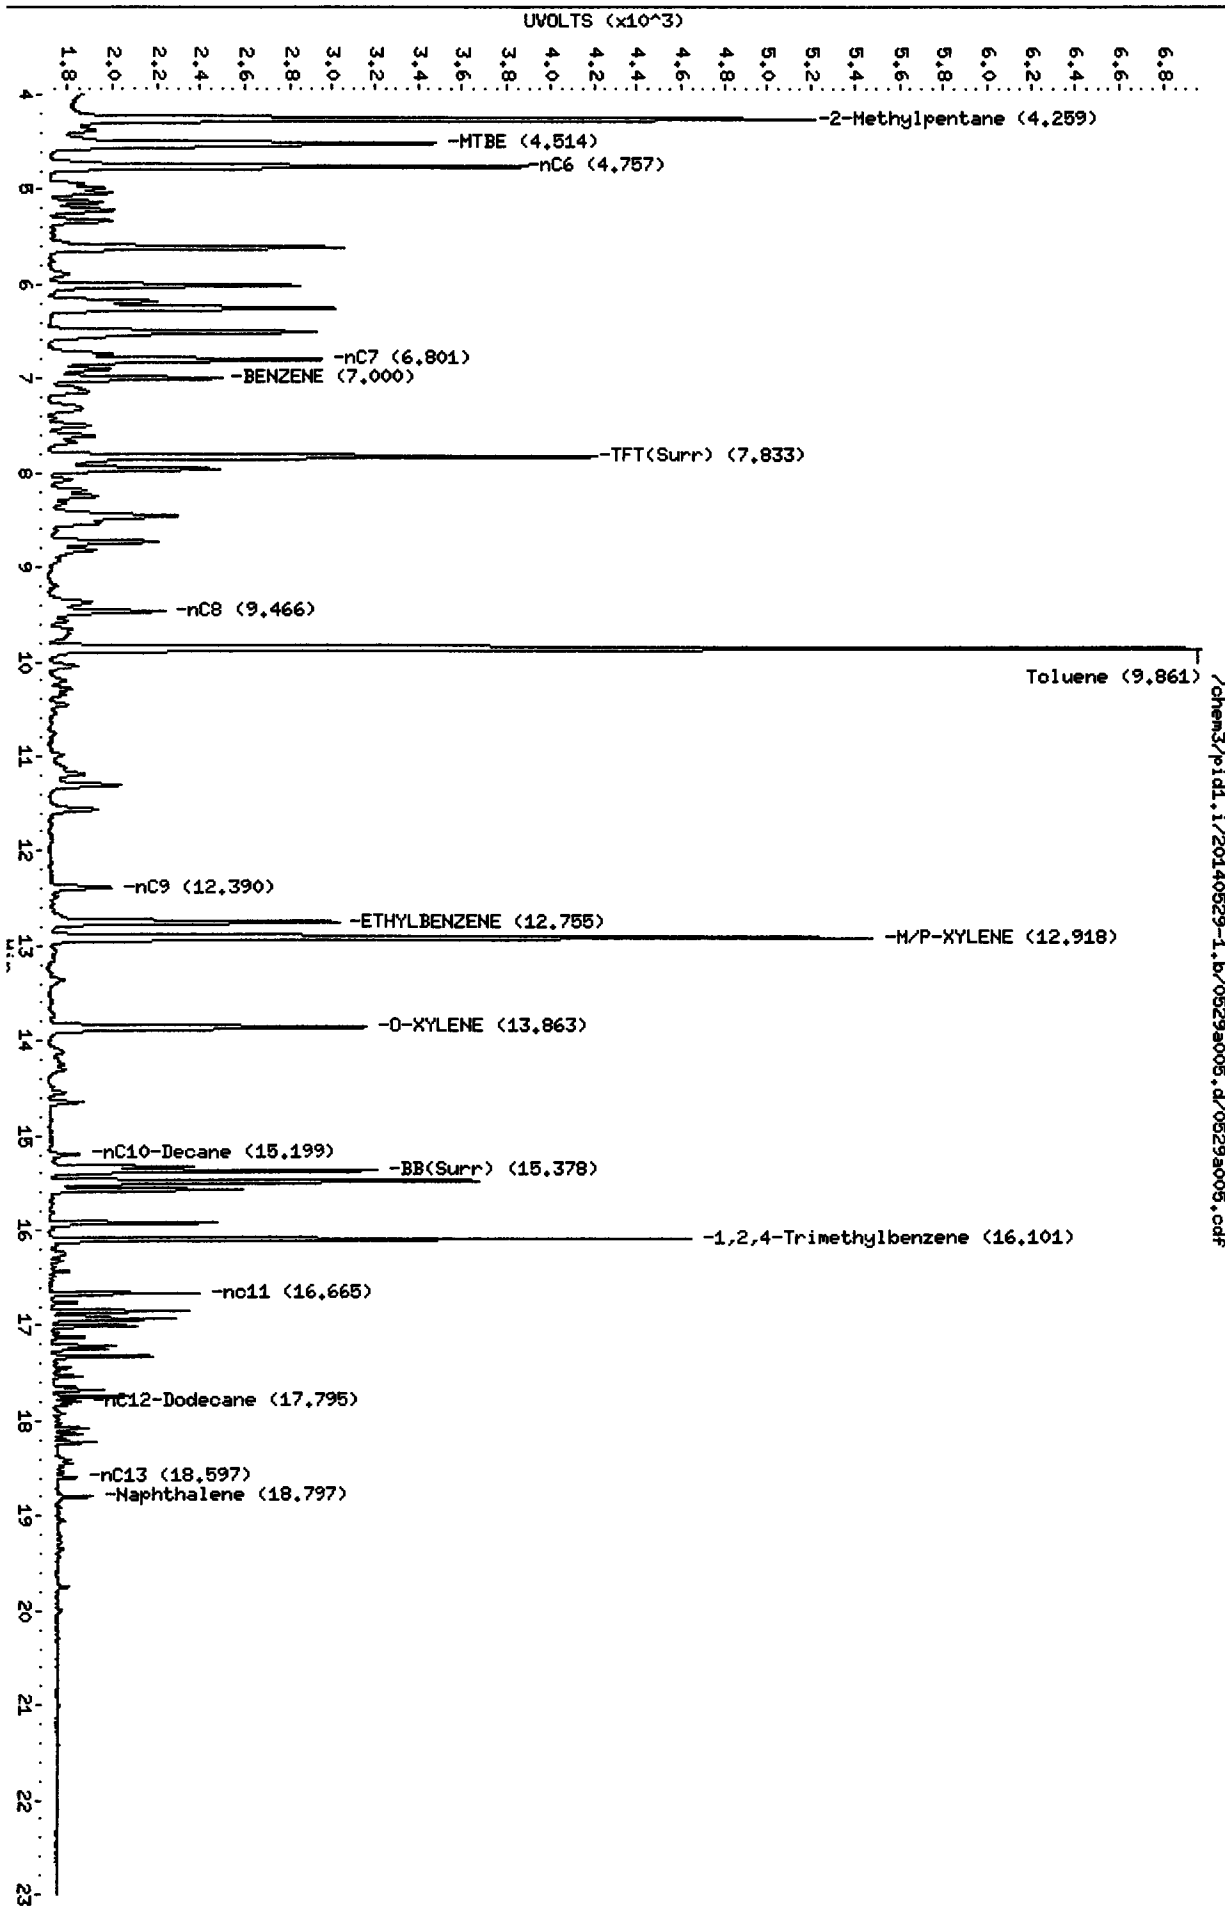 UVOLTS (x10^3)
1.8
2.0
2.2
2.4
2.6
2.8
3.0
3.2
3.4
3.6
3.8
4.0
4.2
4.4
4.6
4.8
5.0
5.2
5.4
5.6
5.8
6.0
6.2
6.4
6.6
6.8
4
-2-Methylpentane (4.259)
-MTBE (4.514)
-nC6 (4.757)
5
6
-nC7 (6.801)
-BENZENE (7.000)
7
-TFT(Surr) (7.833)
8
9
-nC8 (9.466)
10
Toluene (9.861)
/chem3/pid1.i/20140529-1.b/0529a005.d/0529a005.cdf
11
12
-nC9 (12.390)
-ETHYLBENZENE (12.755)
-M/P-XYLENE (12.918)
13
Min
-O-XYLENE (13.863)
14
15
-nC10-Decane (15.199)
-BB(Surr) (15.378)
16
-1,2,4-Trimethylbenzene (16.101)
-nc11 (16.665)
17
-nC12-Dodecane (17.795)
18
-nC13 (18.597)
-Naphthalene (18.797)
19
20
21
22
23